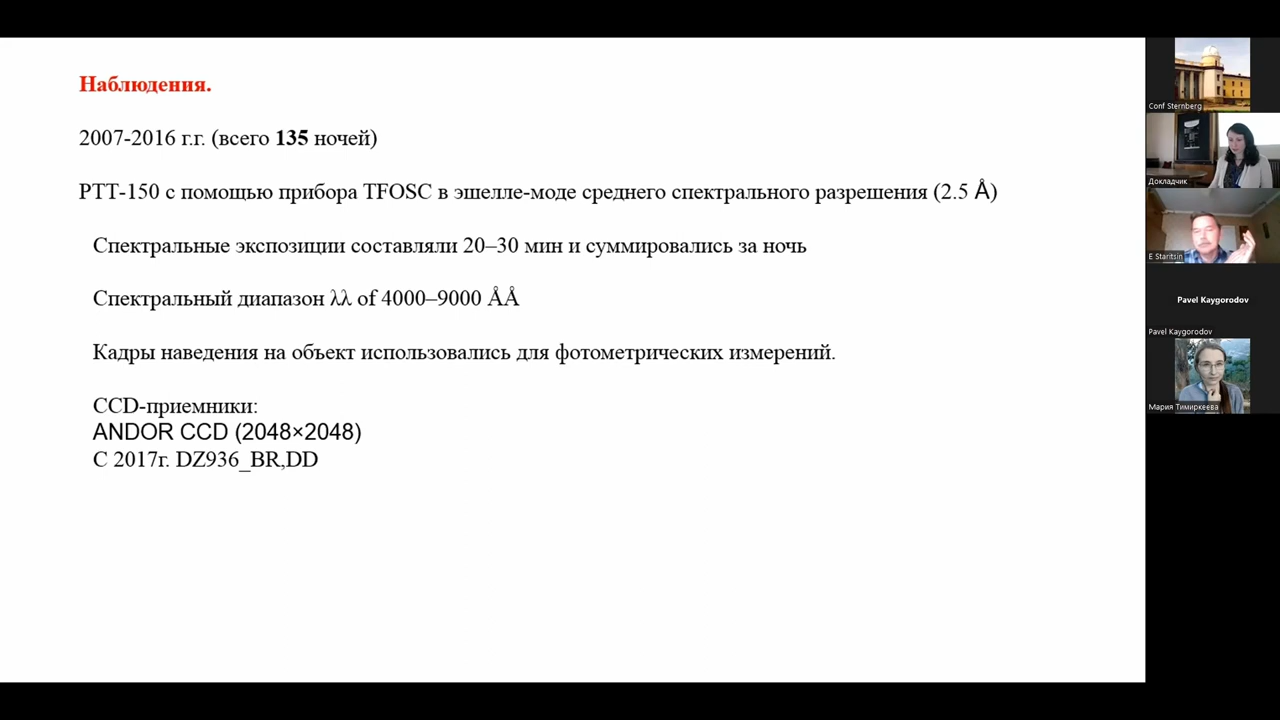 Наблюдения.
2007-2016 г.г. (всего 135 ночей)
РТТ-150 с помощью прибора TFOSC в эшелле-моде среднего спектрального разрешения (2.5 Å)
Спектральные экспозиции составляли 20–30 мин и суммировались за ночь
Спектральный диапазон λλ of 4000–9000 ÅÅ
Кадры наведения на объект использовались для фотометрических измерений.
CCD-приемники:
ANDOR CCD (2048×2048)
С 2017г. DZ936_BR,DD
Conf Sternberg
Докладчик
E Staritsin
Pavel Kaygorodov
Pavel Kaygorodov
Мария Тимиркеева